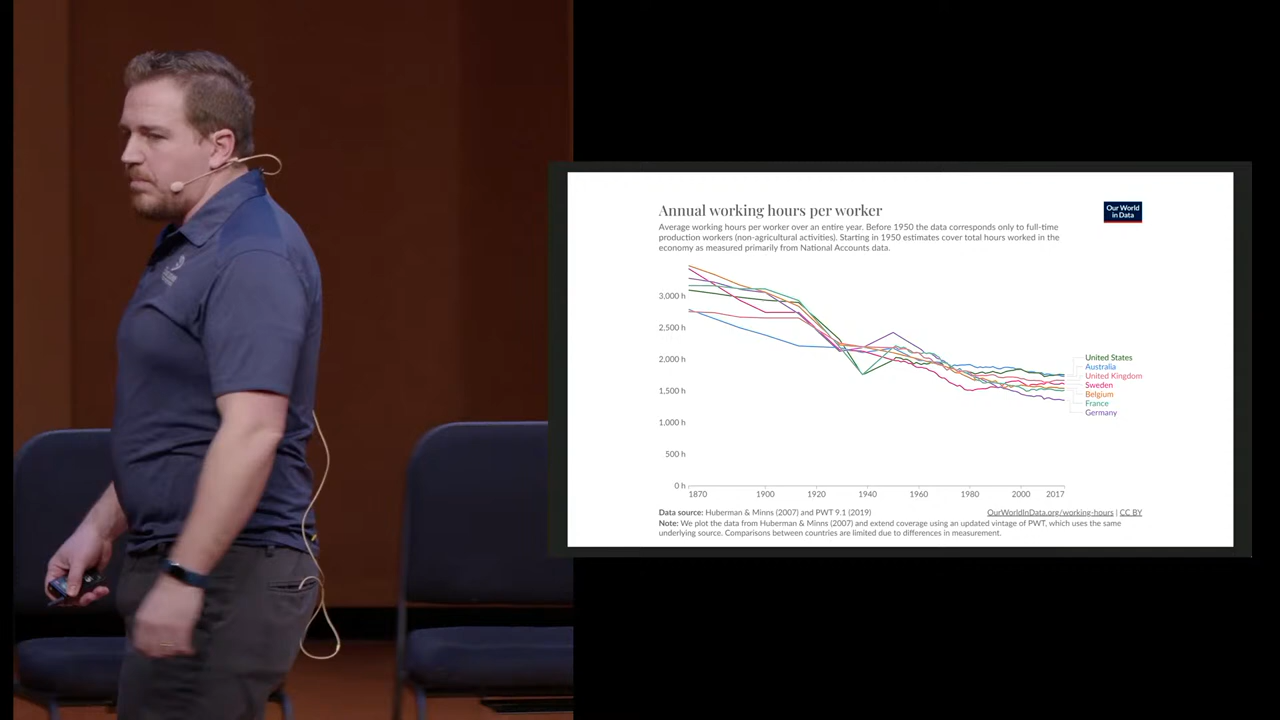 Annual working hours per worker
Our World
in Data
Average working hours per worker over an entire year. Before 1950 the data corresponds only to full-time
production workers (non-agricultural activities). Starting in 1950 estimates cover total hours worked in the
economy as measured primarily from National Accounts data.
3,000 h
2,500 h
2,000 h
1,500 h
1,000 h
500 h
0 h
United States
Australia
United Kingdom
Sweden
Belgium
France
Germany
1870 1900 1920 1940 1960 1980 2000 2017
Data source: Huberman & Minns (2007) and PWT 9.1 (2019)
OurWorldInData.org/working-hours | CC BY
Note: We plot the data from Huberman & Minns (2007) and extend coverage using an updated vintage of PWT, which uses the same
underlying source. Comparisons between countries are limited due to differences in measurement.